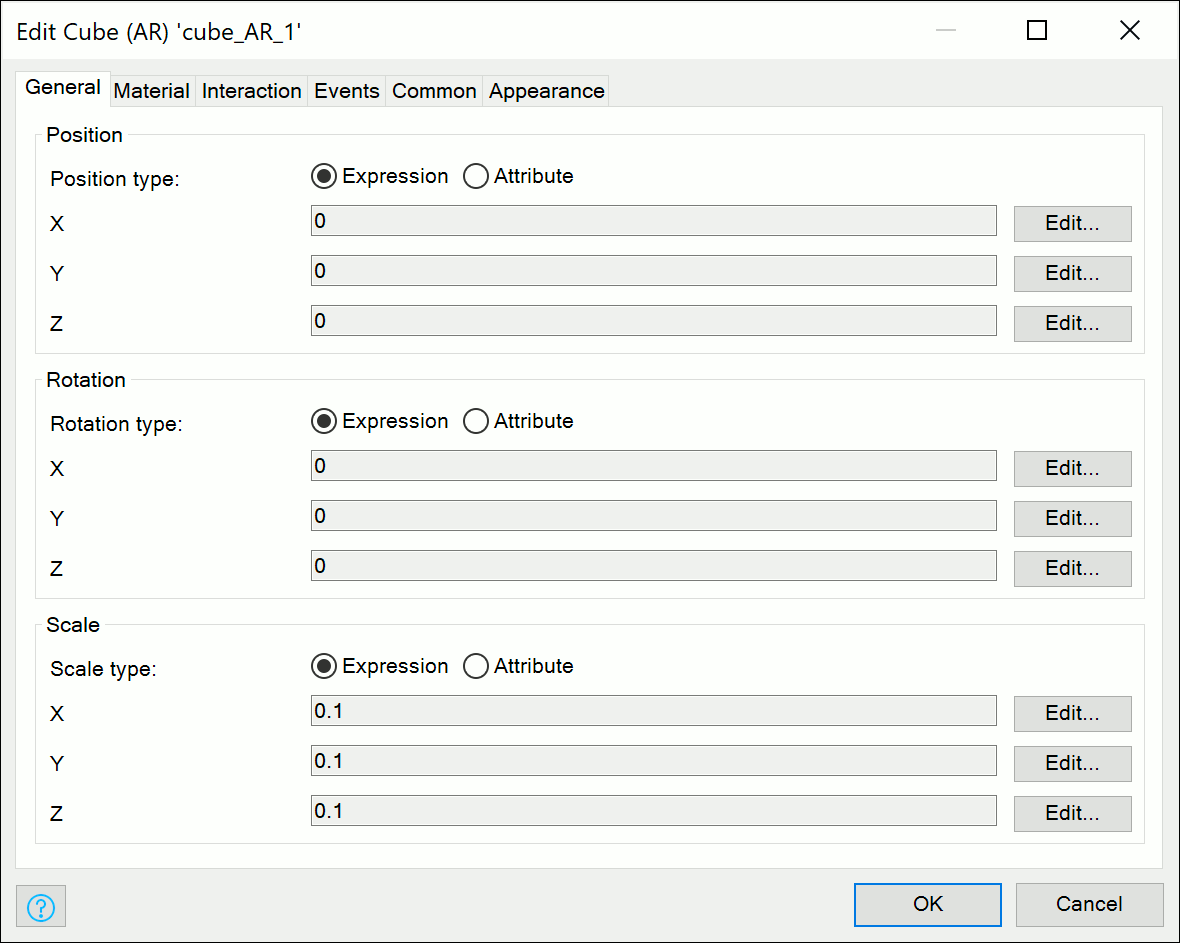 Edit Cube (AR) 'cube_AR_1'
General Material Interaction Events Common Appearance
Position
Position type: Expression Attribute
X 0 Edit...
Y 0 Edit...
Z 0 Edit...
Rotation
Rotation type: Expression Attribute
X 0 Edit...
Y 0 Edit...
Z 0 Edit...
Scale
Scale type: Expression Attribute
X 0.1 Edit...
Y 0.1 Edit...
Z 0.1 Edit...
? OK Cancel